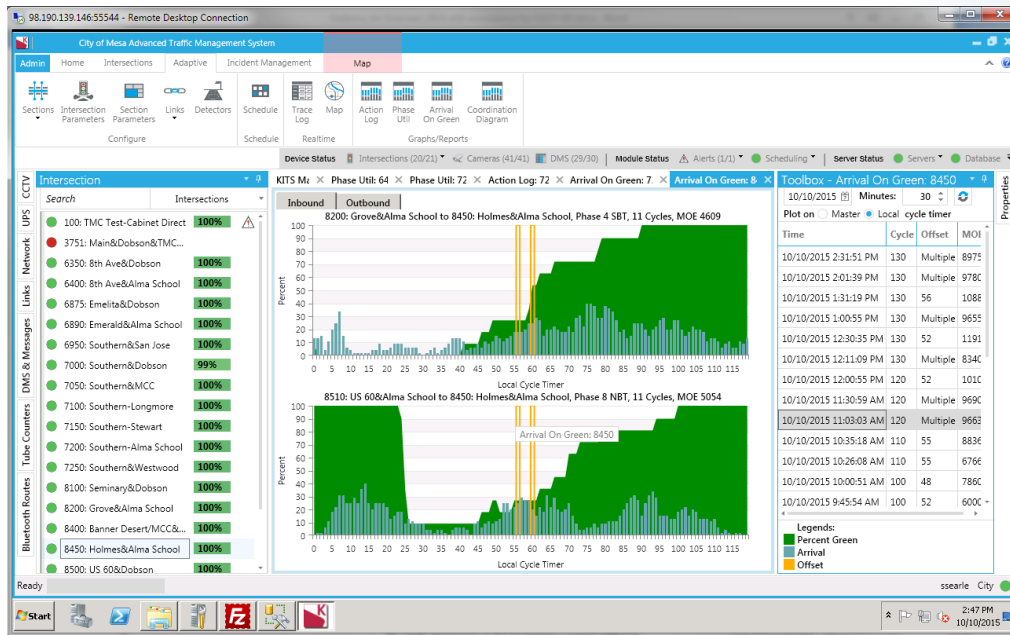 98.190.139.146:55544 - Remote Desktop Connection
City of Mesa Advanced Traffic Management System
Admin Home Intersections Adaptive Incident Management Map
Sections Intersection Parameters Section Parameters Links Detectors Schedule Trace Log Map Action Log Phase Util Arrival On Green Coordination Diagram
Configure Schedule Realtime Graphs/Reports
Device Status Intersections (20/21) Cameras (41/41) DMS (29/30) Module Status Alerts (1/1) Scheduling Server Status Servers Database
CCTV
UPS
Network
Links
DMS & Messages
Tube Counters
Bluetooth Routes
Intersection
Search Intersections
100: TMC Test-Cabinet Direct 100%
3751: Main&Dobson&TMC...
6350: 8th Ave&Dobson 100%
6400: 8th Ave&Alma School 100%
6875: Emelita&Dobson 100%
6890: Emerald&Alma School 100%
6950: Southern&San Jose 100%
7000: Southern&Dobson 99%
7050: Southern&MCC 100%
7100: Southern-Longmore 100%
7150: Southern-Stewart 100%
7200: Southern-Alma School 100%
7250: Southern&Westwood 100%
8100: Seminary&Dobson 100%
8200: Grove&Alma School 100%
8400: Banner Desert/MCC&... 100%
8450: Holmes&Alma School 100%
8500: US 60&Dobson 100%
KITS Ma Phase Util: 64 Phase Util: 72 Action Log: 72 Arrival On Green: 7. Arrival On Green: 8
Inbound Outbound
8200: Grove&Alma School to 8450: Holmes&Alma School, Phase 4 SBT, 11 Cycles, MOE 4609
Percent
100
90
80
70
60
50
40
30
20
10
0
0 5 10 15 20 25 30 35 40 45 50 55 60 65 70 75 80 85 90 95 100 105 110 115
Local Cycle Timer
8510: US 60&Alma School to 8450: Holmes&Alma School, Phase 8 NBT, 11 Cycles, MOE 5054
Percent
100
90
80
70
60
50
40
30
20
10
0
Arrival On Green: 8450
0 5 10 15 20 25 30 35 40 45 50 55 60 65 70 75 80 85 90 95 100 105 110 115
Local Cycle Timer
Toolbox - Arrival On Green: 8450
10/10/2015 Minutes: 30
Plot on Master Local cycle timer
Time Cycle Offset MOE
10/10/2015 2:31:51 PM 130 Multiple 8975
10/10/2015 2:01:39 PM 130 Multiple 9780
10/10/2015 1:31:19 PM 130 56 1088
10/10/2015 1:00:55 PM 130 Multiple 9655
10/10/2015 12:30:35 PM 130 52 1191
10/10/2015 12:11:09 PM 130 Multiple 8340
10/10/2015 12:00:55 PM 120 52 1010
10/10/2015 11:30:59 AM 120 Multiple 9690
10/10/2015 11:03:03 AM 120 Multiple 9663
10/10/2015 10:35:18 AM 110 55 8836
10/10/2015 10:26:08 AM 110 55 6766
10/10/2015 10:00:51 AM 100 48 7860
10/10/2015 9:45:54 AM 100 52 6000
Legends:
Percent Green
Arrival
Offset
Properties
Ready ssearle City
Start 2:47 PM
10/10/2015